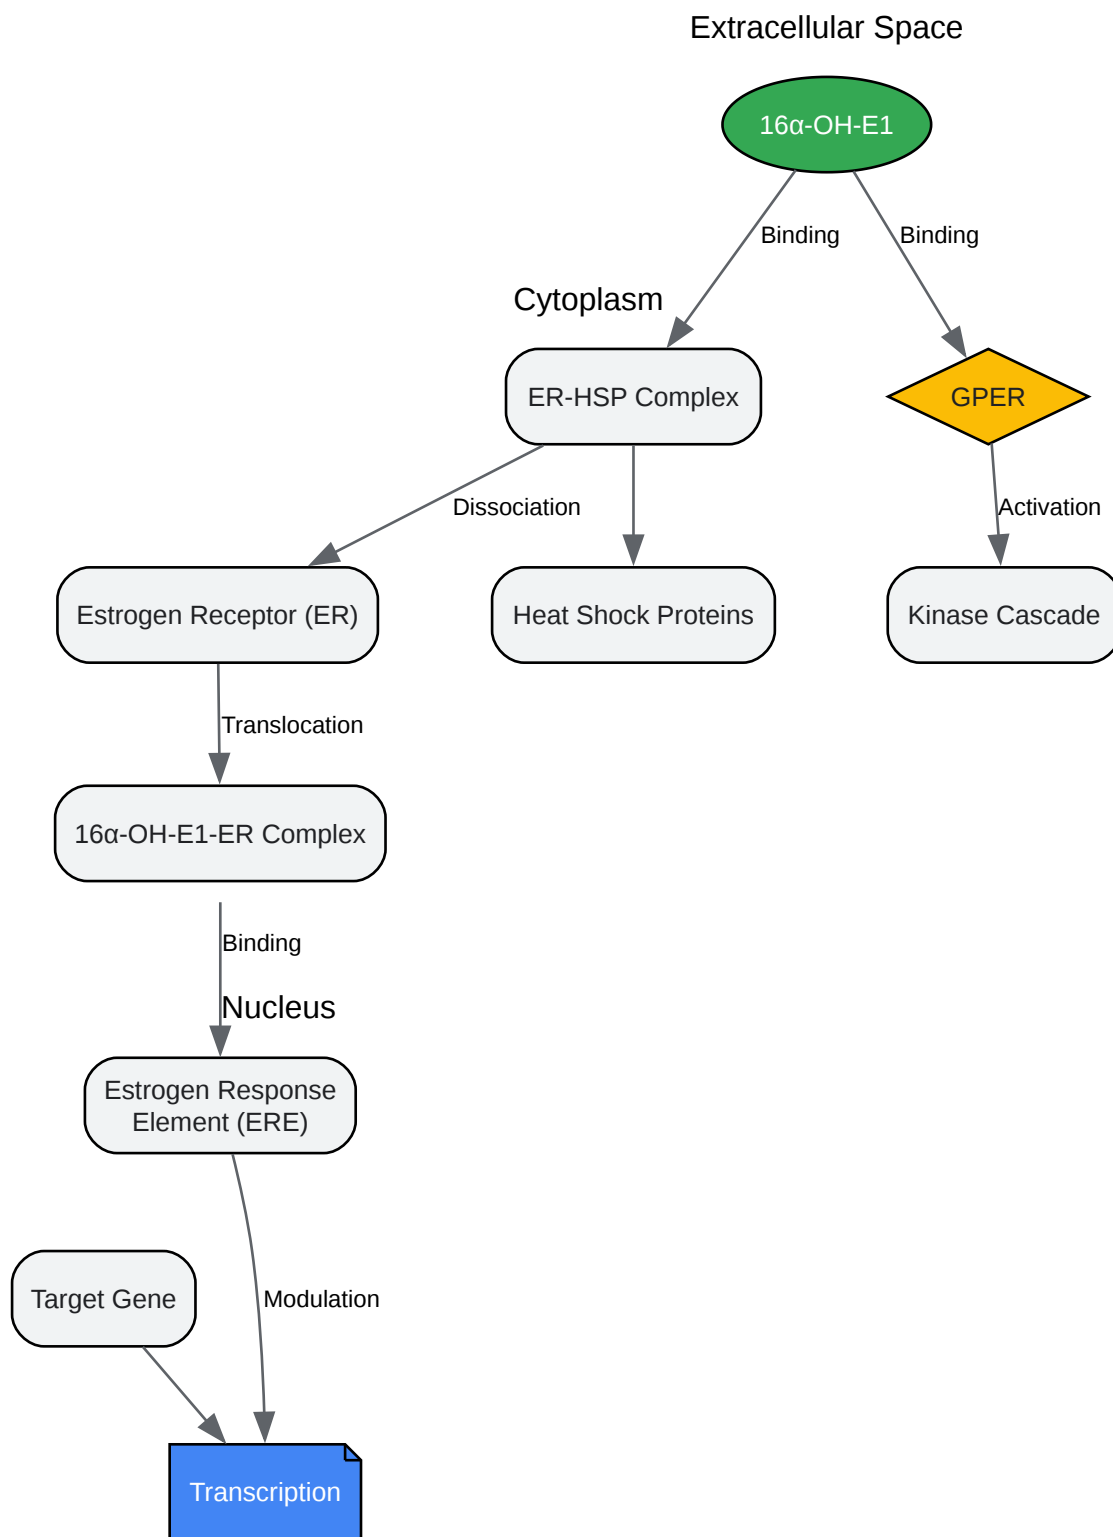 Extracellular Space
16α-OH-E1
Binding
Binding
Cytoplasm
ER-HSP Complex
GPER
Dissociation
Activation
Estrogen Receptor (ER)
Heat Shock Proteins
Kinase Cascade
Translocation
16α-OH-E1-ER Complex
Binding
Nucleus
Estrogen Response
Element (ERE)
Target Gene
Modulation
Transcription